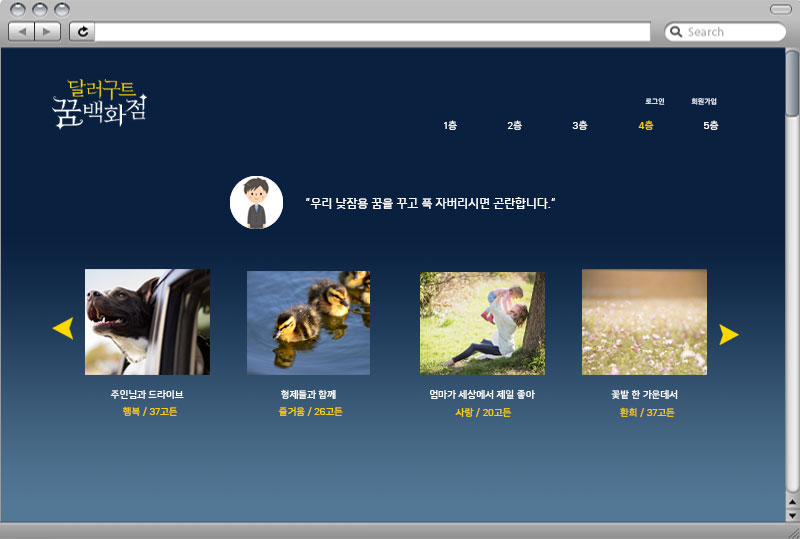 Search
달러구트
꿈백화점
로그인 회원가입
1층 2층 3층 4층 5층
"우리 낮잠용 꿈을 꾸고 푹 자버리시면 곤란합니다."
주인님과 드라이브
행복 / 37고든
형제들과 함께
즐거움 / 26고든
엄마가 세상에서 제일 좋아
사랑 / 20고든
꽃밭 한 가운데서
환희 / 37고든